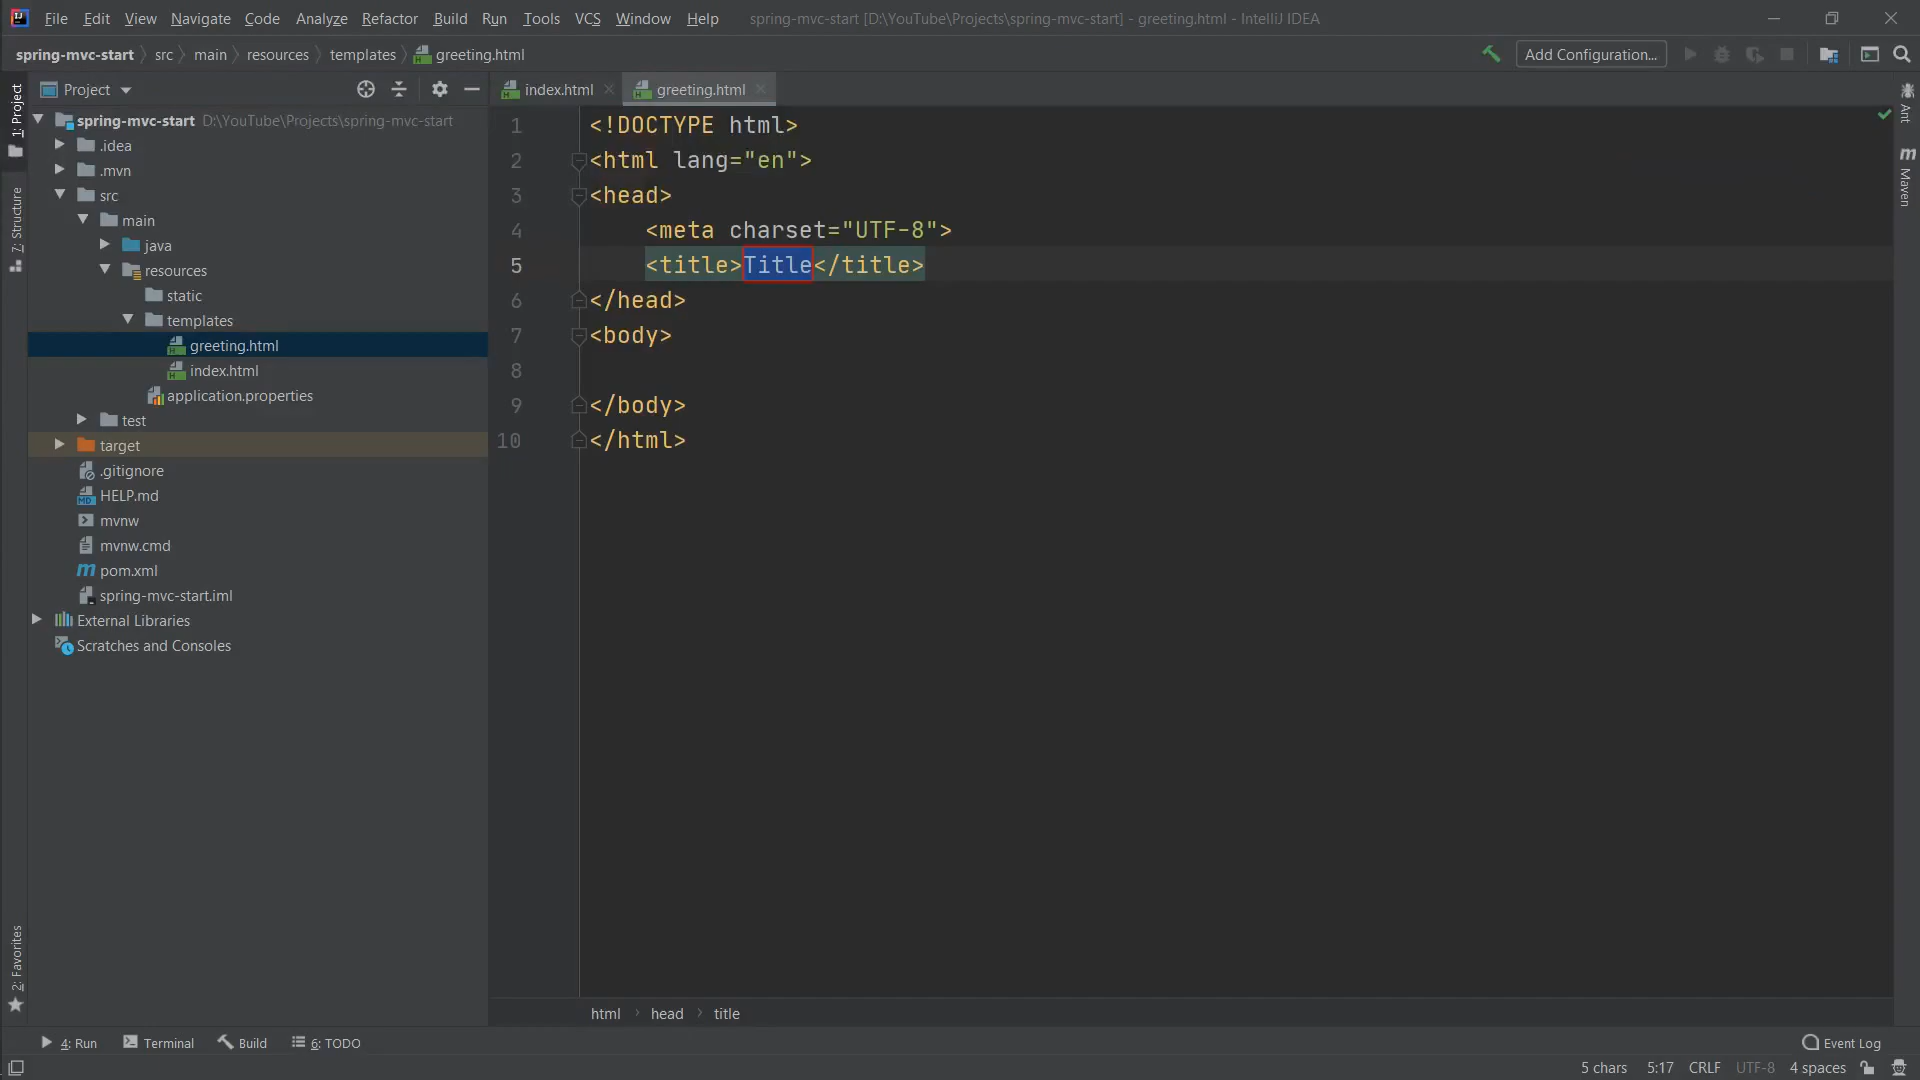 File Edit View Navigate Code Analyze Refactor Build Run Tools VCS Window Help spring-mvc-start [D:\YouTube\Projects\spring-mvc-start] - greeting.html - IntelliJ IDEA
spring-mvc-start src main resources templates greeting.html Add Configuration...
Project
index.html greeting.html
1: Project
7: Structure
2: Favorites
spring-mvc-start D:\YouTube\Projects\spring-mvc-start
.idea
.mvn
src
main
java
resources
static
templates
greeting.html
index.html
application.properties
test
target
.gitignore
HELP.md
mvnw
mvnw.cmd
pom.xml
spring-mvc-start.iml
External Libraries
Scratches and Consoles
1 <!DOCTYPE html>
2 <html lang="en">
3 <head>
4 <meta charset="UTF-8">
5 <title>Title</title>
6 </head>
7 <body>
8
9 </body>
10 </html>
Ant
Maven
html head title
4: Run Terminal Build 6: TODO Event Log
5 chars 5:17 CRLF UTF-8 4 spaces